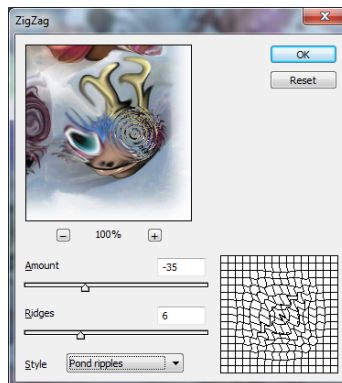 ZigZag
OK
Reset
100%
Amount -35
Ridges 6
Style Pond ripples